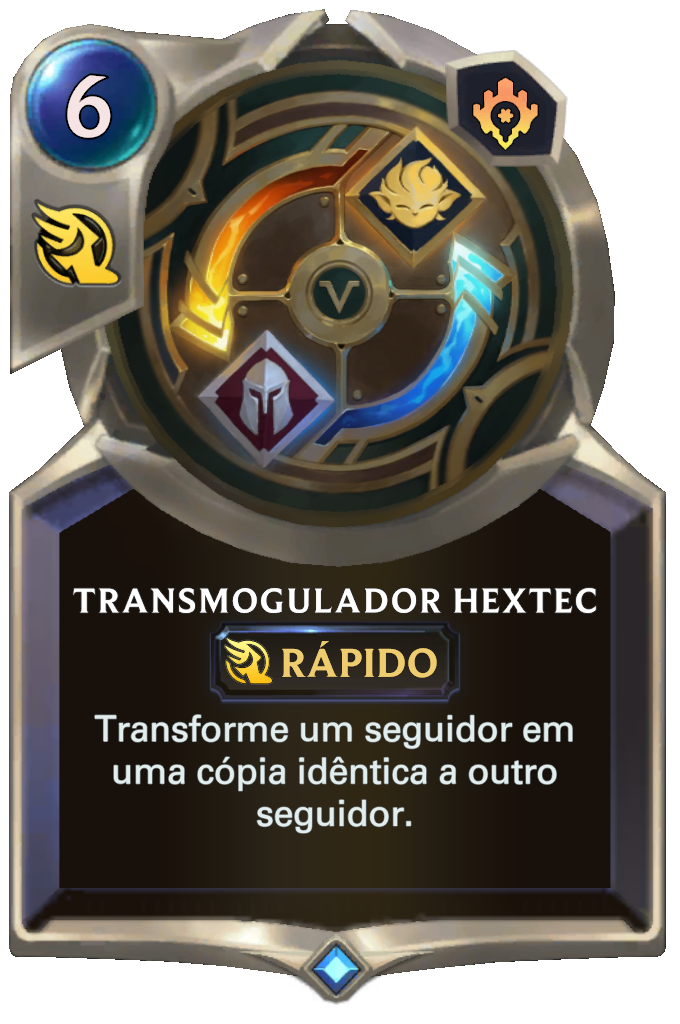 6
V
TRANSMOGULADOR HEXTEC
RÁPIDO
Transforme um seguidor em
uma cópia idêntica a outro
seguidor.